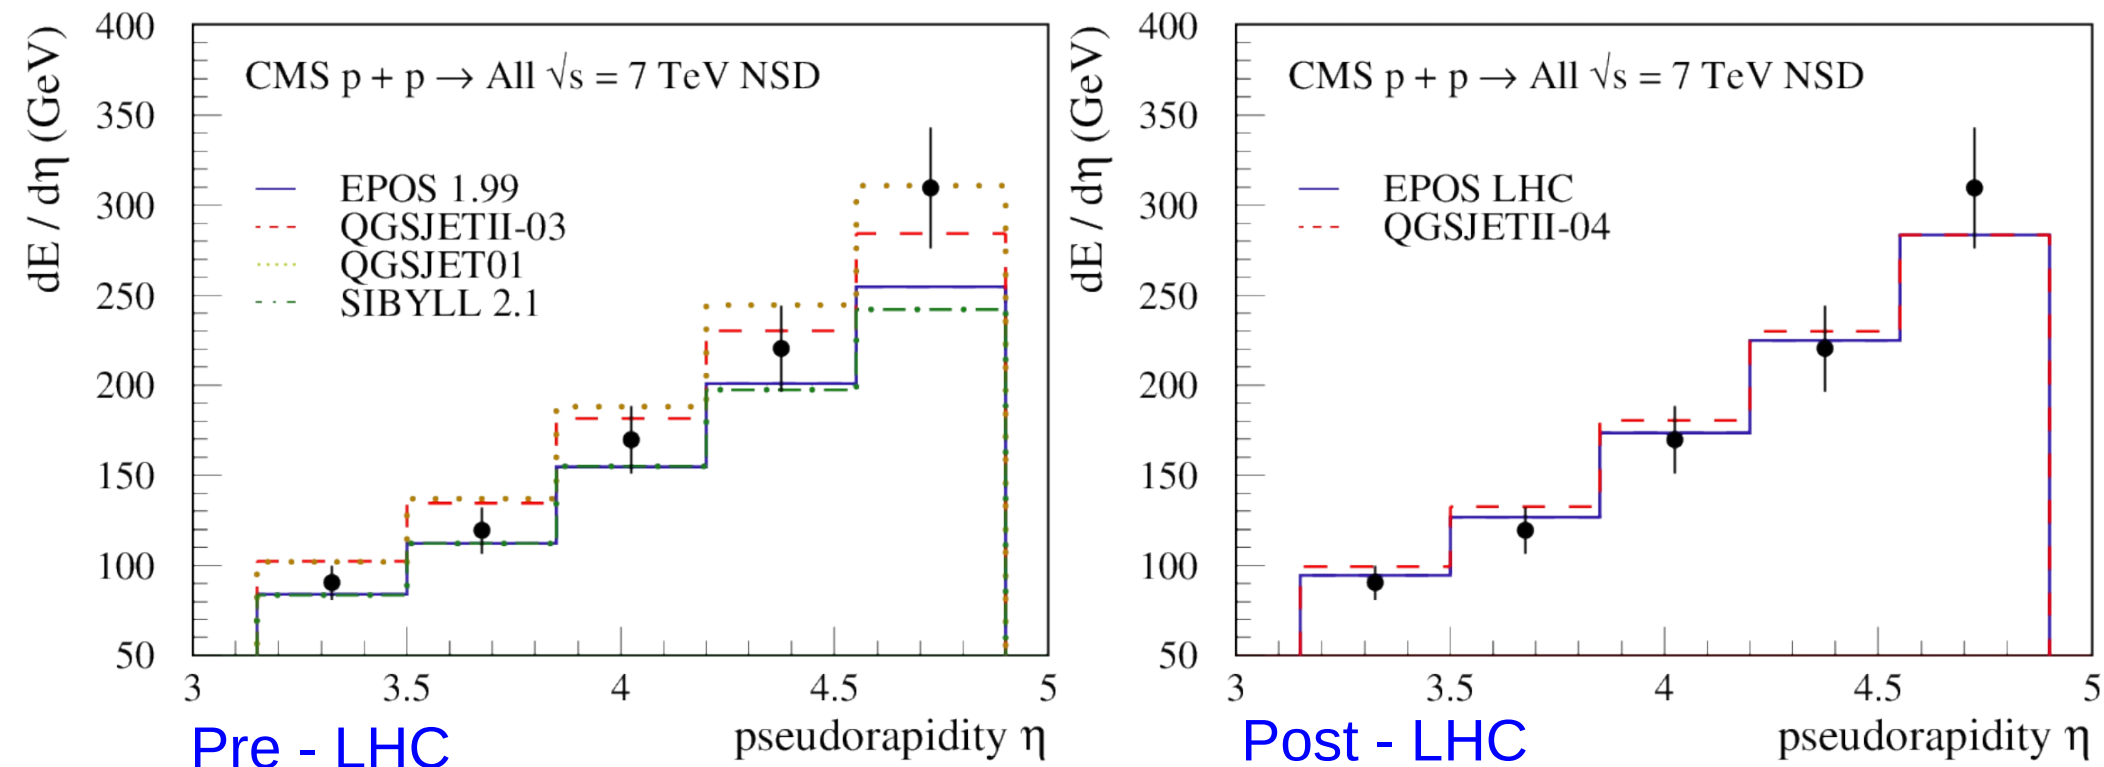 CMS p + p → All √s = 7 TeV NSD
EPOS 1.99
QGSJETII-03
QGSJET01
SIBYLL 2.1
dE / dη (GeV)
400
350
300
250
200
150
100
50
3
3.5
4
4.5
5
pseudorapidity η
Pre - LHC
CMS p + p → All √s = 7 TeV NSD
EPOS LHC
QGSJETII-04
dE / dη (GeV)
400
350
300
250
200
150
100
50
3
3.5
4
4.5
5
pseudorapidity η
Post - LHC